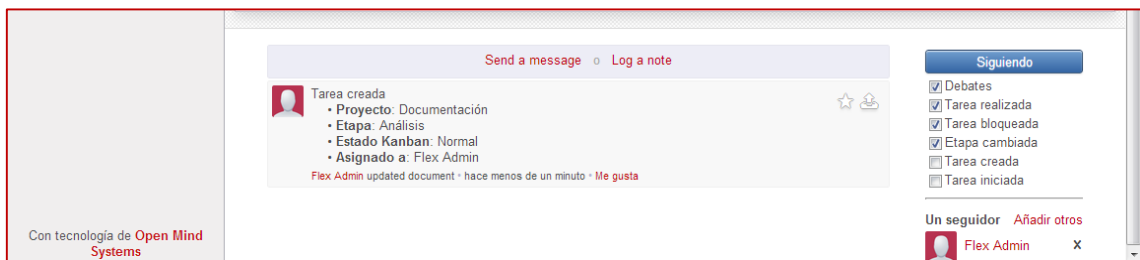 Send a message o Log a note
Tarea creada
• Proyecto: Documentación
• Etapa: Análisis
• Estado Kanban: Normal
• Asignado a: Flex Admin
Flex Admin updated document • hace menos de un minuto • Me gusta
Siguiendo
Debates
Tarea realizada
Tarea bloqueada
Etapa cambiada
Tarea creada
Tarea iniciada
Un seguidor Añadir otros
Flex Admin X
Con tecnología de Open Mind
Systems